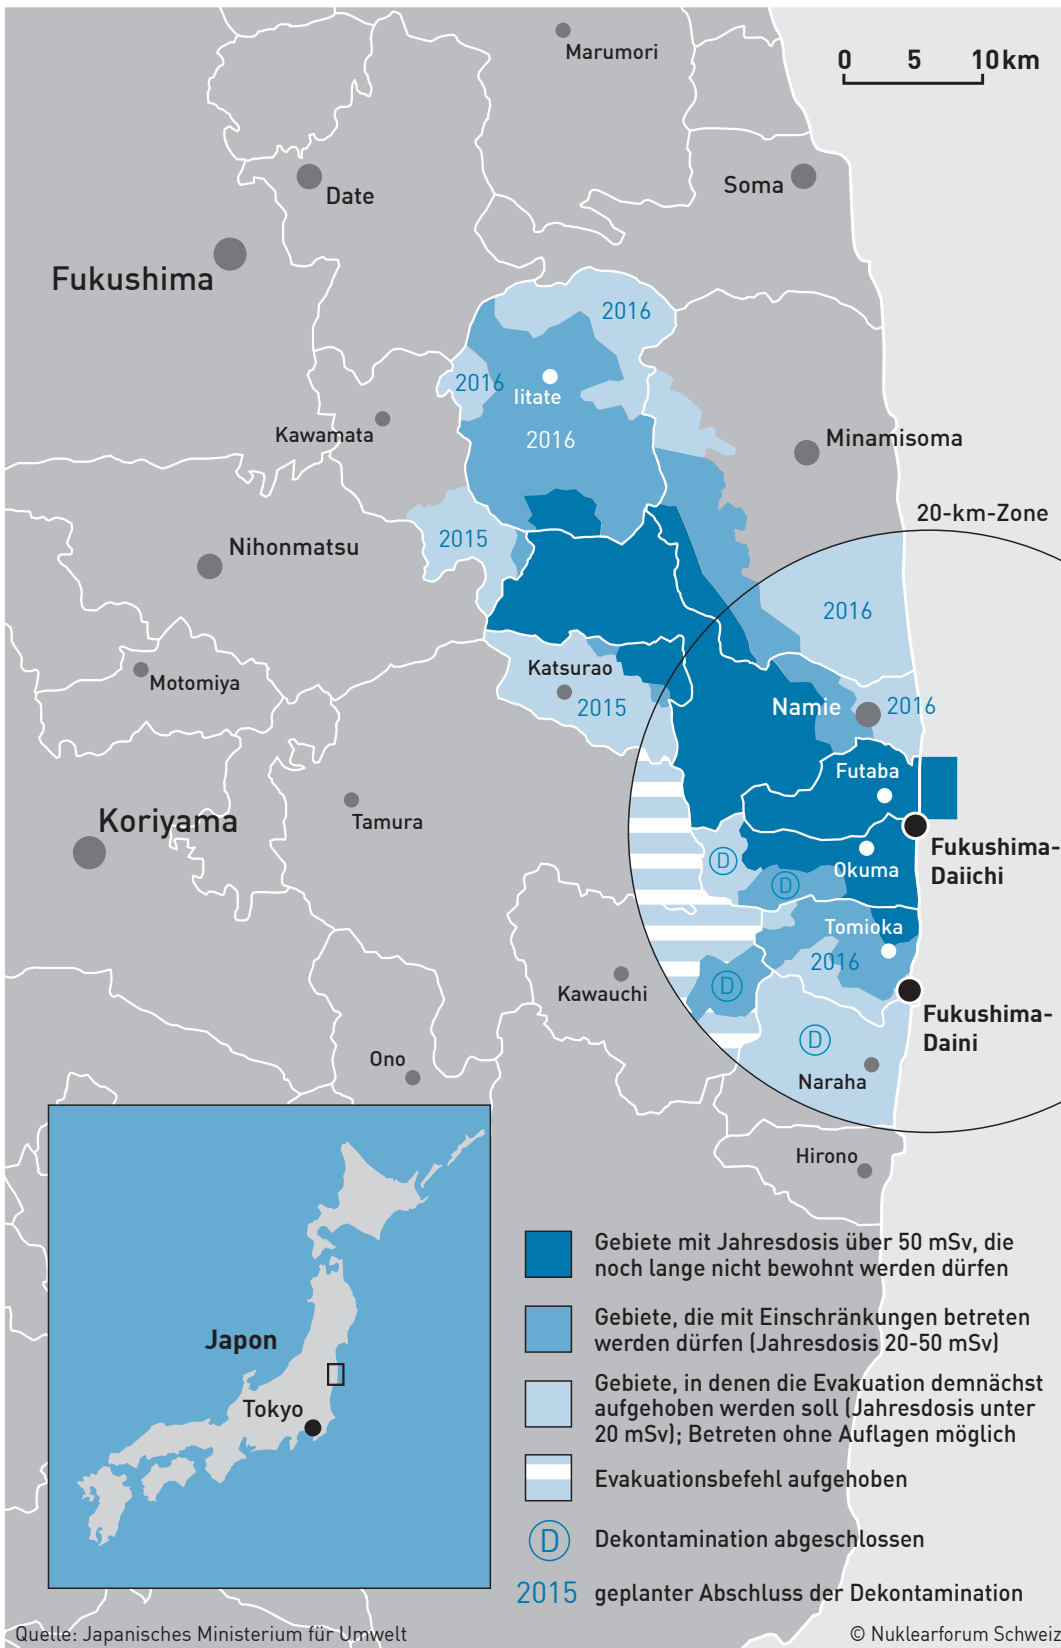 Marumori
0 5 10 km
Date
Soma
Fukushima
2016
2016
Iitate
2016
Kawamata
Minamisoma
20-km-Zone
2015
Nihonmatsu
2016
Katsurao
2015
Motomiya
Namie
2016
Futaba
Koriyama
Tamura
Fukushima-
Daiichi
D
Okuma
D
Tomioka
2016
D
Kawauchi
Fukushima-
Daini
D
Ono
Naraha
Hirono
Japon
Tokyo
Gebiete mit Jahresdosis über 50 mSv, die
noch lange nicht bewohnt werden dürfen
Gebiete, die mit Einschränkungen betreten
werden dürfen (Jahresdosis 20-50 mSv)
Gebiete, in denen die Evakuation demnächst
aufgehoben werden soll (Jahresdosis unter
20 mSv); Betreten ohne Auflagen möglich
Evakuationsbefehl aufgehoben
D Dekontamination abgeschlossen
2015 geplanter Abschluss der Dekontamination
Quelle: Japanisches Ministerium für Umwelt
© Nuklearforum Schweiz